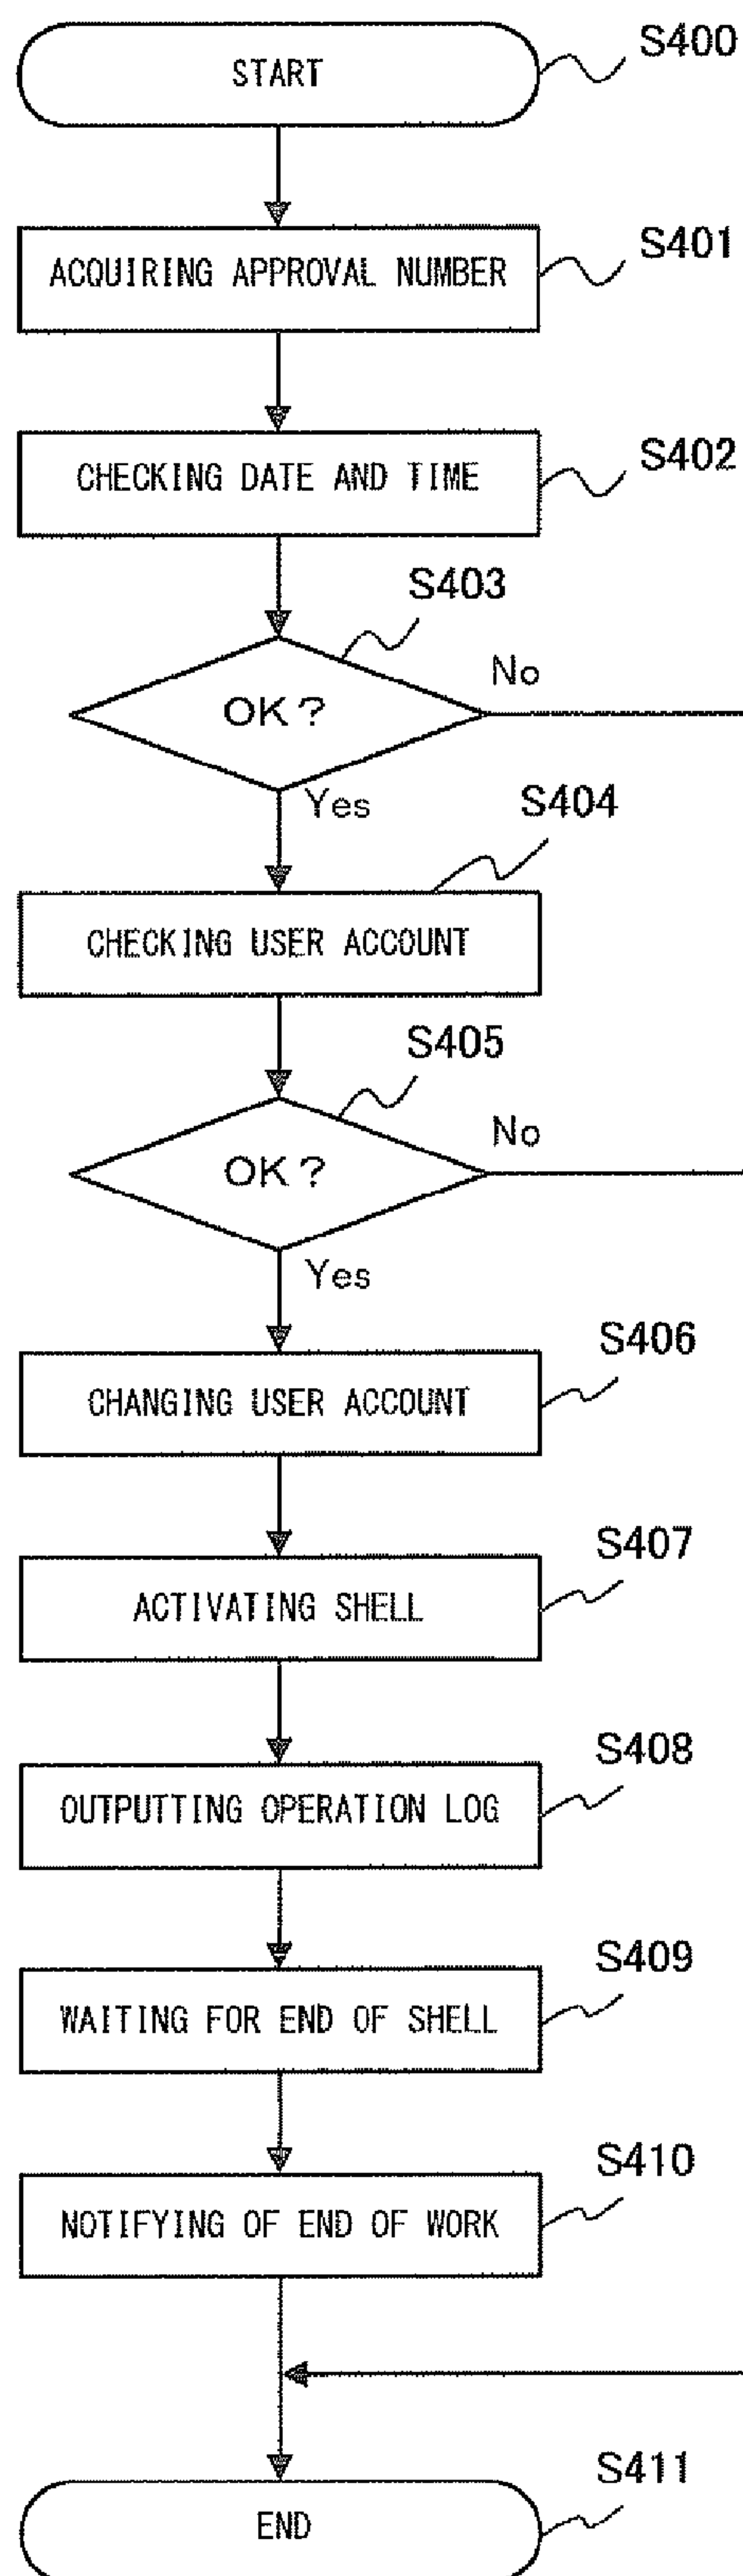 START
S400
ACQUIRING APPROVAL NUMBER
S401
CHECKING DATE AND TIME
S402
S403
OK?
No
Yes
S404
CHECKING USER ACCOUNT
S405
OK?
No
Yes
S406
CHANGING USER ACCOUNT
S407
ACTIVATING SHELL
S408
OUTPUTTING OPERATION LOG
S409
WAITING FOR END OF SHELL
S410
NOTIFYING OF END OF WORK
S411
END